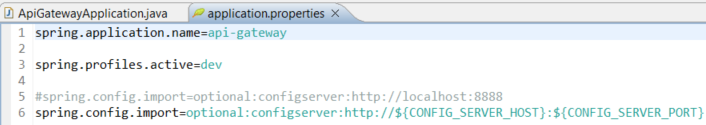 ApiGatewayApplication.java application.properties
1 spring.application.name=api-gateway
2
3 spring.profiles.active=dev
4
5 #spring.config.import=optional:configserver:http://localhost:8888
6 spring.config.import=optional:configserver:http://${CONFIG_SERVER_HOST}:${CONFIG_SERVER_PORT}